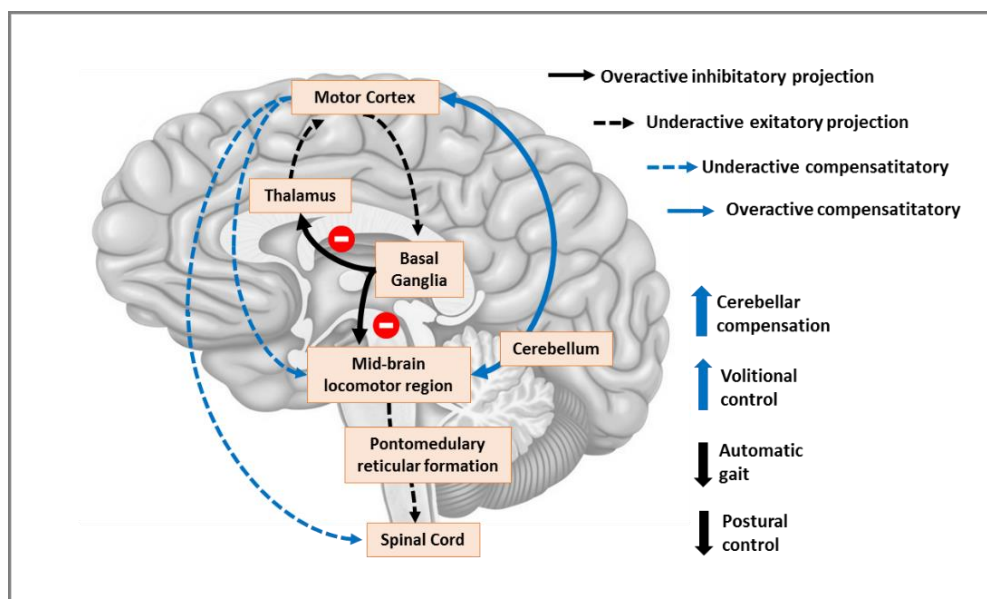 Motor Cortex
Thalamus
Basal
Ganglia
Cerebellum
Mid-brain
locomotor region
Pontomedulary
reticular formation
Spinal Cord
Overactive inhibitatory projection
Underactive exitatory projection
Underactive compensatitatory
Overactive compensatitatory
Cerebellar
compensation
Volitional
control
Automatic
gait
Postural
control